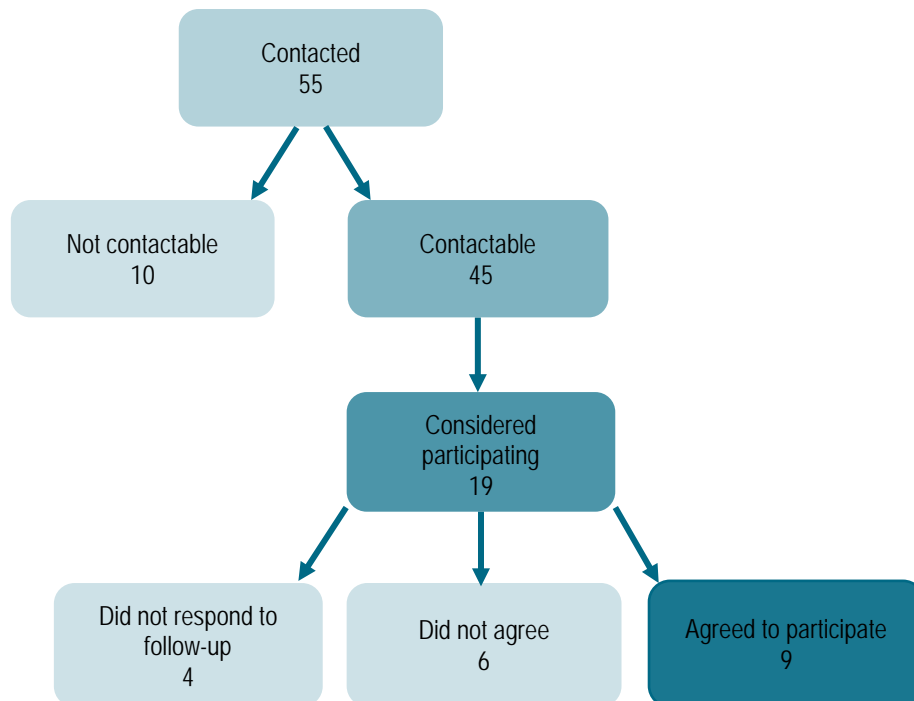 Contacted
55
Not contactable
10
Contactable
45
Considered
participating
19
Did not respond to
follow-up
4
Did not agree
6
Agreed to participate
9